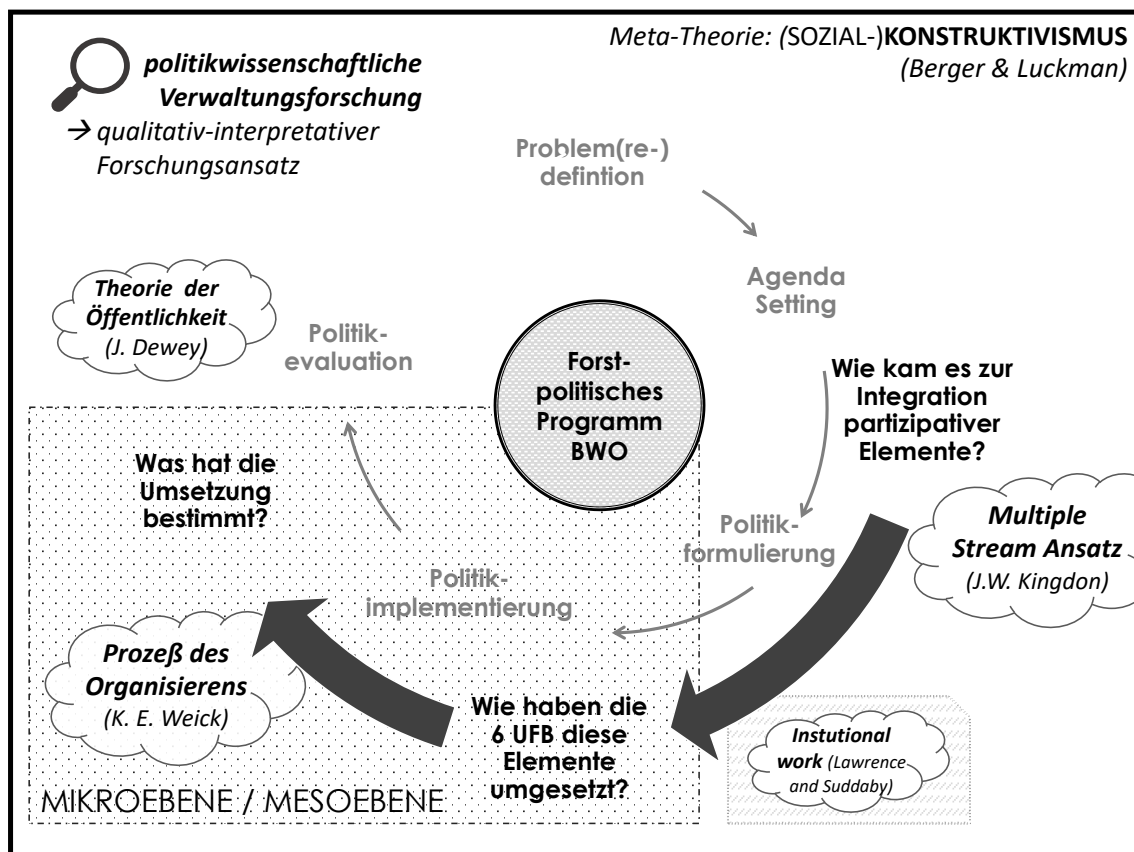 Meta-Theorie: (SOZIAL-)KONSTRUKTIVISMUS
(Berger & Luckman)
politikwissenschaftliche
Verwaltungsforschung
→ qualitativ-interpretativer
Forschungsansatz
Problem(re-)
defintion
Agenda
Setting
Theorie der
Öffentlichkeit
(J. Dewey)
Politik-
evaluation
Forst-
politisches
Programm
BWO
Wie kam es zur
Integration
partizipativer
Elemente?
Was hat die
Umsetzung
bestimmt?
Multiple
Stream Ansatz
(J.W. Kingdon)
Politik-
formulierung
Politik-
implementierung
Prozeß des
Organisierens
(K. E. Weick)
Wie haben die
6 UFB diese
Elemente
umgesetzt?
Instutional
work (Lawrence
and Suddaby)
MIKROEBENE / MESOEBENE